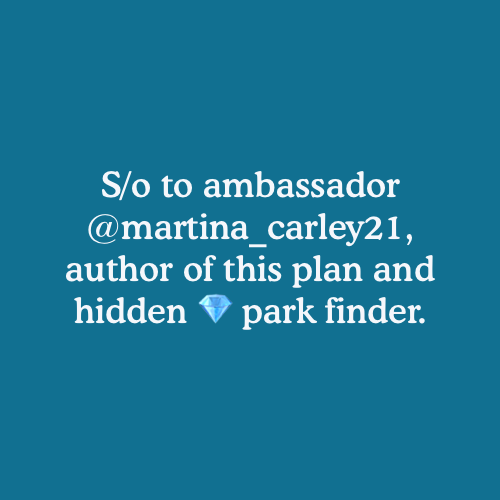 S/o to ambassador
@martina_carley21,
author of this plan and
hidden 💎 park finder.